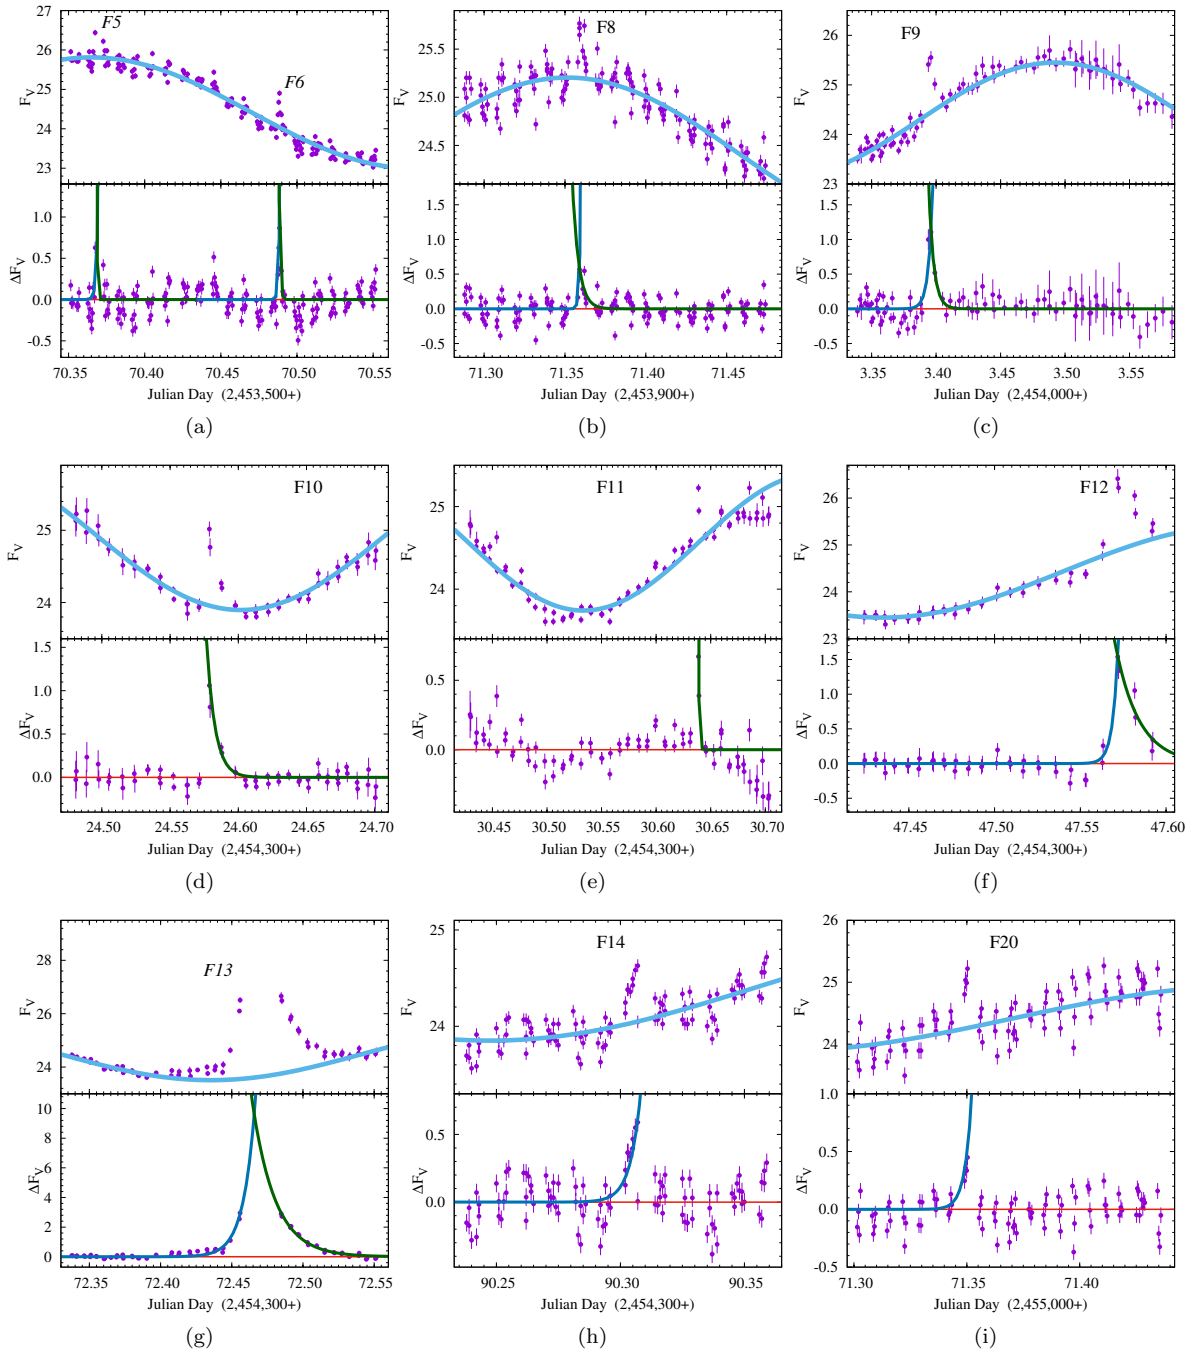 F5
F6
27
26
25
24
23
F_V
1.0
0.5
0.0
-0.5
ΔF_V
70.35 70.40 70.45 70.50 70.55
Julian Day (2,453,500+)
(a)
F8
25.5
25.0
24.5
F_V
1.5
1.0
0.5
0.0
-0.5
ΔF_V
71.30 71.35 71.40 71.45
Julian Day (2,453,900+)
(b)
F9
26
25
24
23
F_V
1.5
1.0
0.5
0.0
-0.5
ΔF_V
3.35 3.40 3.45 3.50 3.55
Julian Day (2,454,000+)
(c)
F10
25
24
F_V
1.5
1.0
0.5
0.0
ΔF_V
24.50 24.55 24.60 24.65 24.70
Julian Day (2,454,300+)
(d)
F11
25
24
F_V
0.5
0.0
ΔF_V
30.45 30.50 30.55 30.60 30.65 30.70
Julian Day (2,454,300+)
(e)
F12
26
25
24
23
F_V
1.5
1.0
0.5
0.0
-0.5
ΔF_V
47.45 47.50 47.55 47.60
Julian Day (2,454,300+)
(f)
F13
28
26
24
F_V
10
8
6
4
2
0
ΔF_V
72.35 72.40 72.45 72.50 72.55
Julian Day (2,454,300+)
(g)
F14
25
24
F_V
0.5
0.0
ΔF_V
90.25 90.30 90.35
Julian Day (2,454,300+)
(h)
F20
26
25
24
F_V
1.0
0.5
0.0
-0.5
ΔF_V
71.30 71.35 71.40
Julian Day (2,455,000+)
(i)